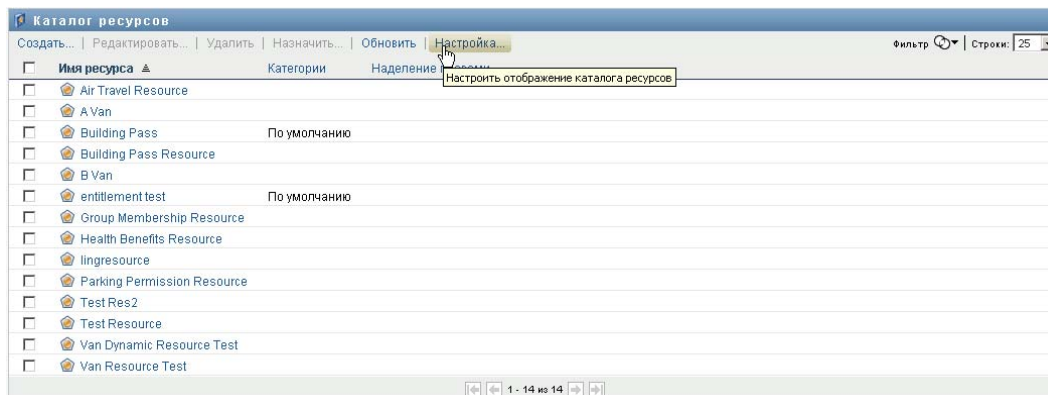 Каталог ресурсов
Создать... | Редактировать... | Удалить | Назначить... | Обновить | Настройка... Фильтр | Строки: 25
Имя ресурса Категории Наделение
Настроить отображение каталога ресурсов
Air Travel Resource
A Van
Building Pass По умолчанию
Building Pass Resource
B Van
entitlement test По умолчанию
Group Membership Resource
Health Benefits Resource
lingresource
Parking Permission Resource
Test Res2
Test Resource
Van Dynamic Resource Test
Van Resource Test
1 - 14 из 14